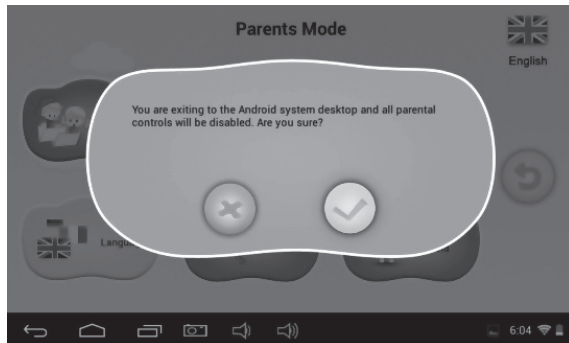 Parents Mode
English
You are exiting to the Android system desktop and all parental
controls will be disabled. Are you sure?
6:04